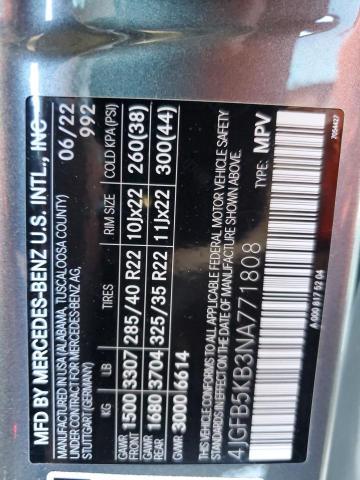 MFD BY MERCEDES-BENZ U.S. INTL., INC 06/22
MANUFACTURED IN USA (ALABAMA, TUSCALOOSA COUNTY) 992
UNDER CONTRACT FOR MERCEDES-BENZ AG,
STUTTGART (GERMANY)
KG LB TIRES RIM SIZE COLD KPA(PSI)
GAWR FRONT 1500 3307 285/40 R22 10Jx22 260(38)
GAWR REAR 1680 3704 325/35 R22 11Jx22 300(44)
GVWR 3000 6614
THIS VEHICLE CONFORMS TO ALL APPLICABLE FEDERAL MOTOR VEHICLE SAFETY
STANDARDS IN EFFECT ON THE DATE OF MANUFACTURE SHOWN ABOVE.
4JGFB5KB3NA771808 TYPE: MPV
A-000 817 52 04